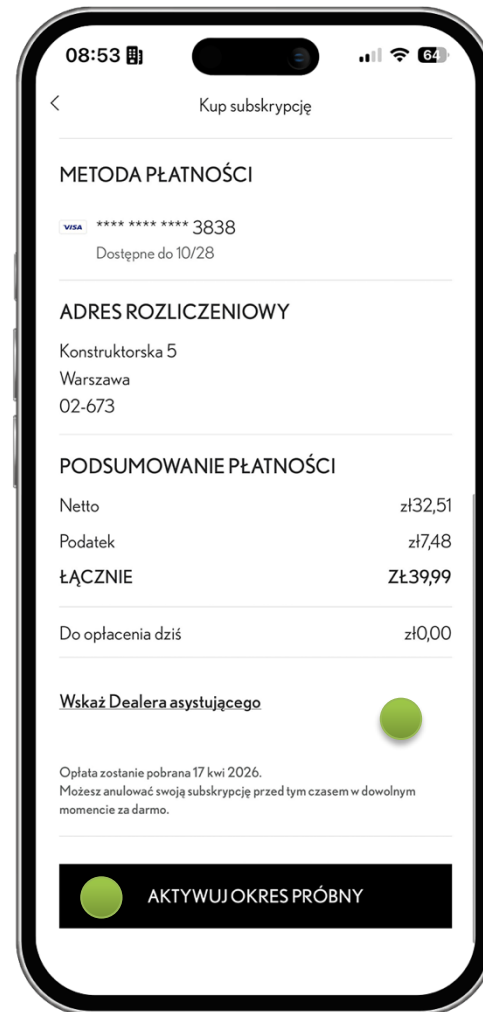 08:53
64
Kup subskrypcję
METODA PŁATNOŚCI
VISA **** **** **** 3838
Dostępne do 10/28
ADRES ROZLICZENIOWY
Konstruktorska 5
Warszawa
02-673
PODSUMOWANIE PŁATNOŚCI
Netto zł32,51
Podatek zł7,48
ŁĄCZNIE ZŁ39,99
Do opłacenia dziś zł0,00
Wskaż Dealera asystującego
Opłata zostanie pobrana 17 kwi 2026.
Możesz anulować swoją subskrypcję przed tym czasem w dowolnym
momencie za darmo.
AKTYWUJ OKRES PRÓBNY